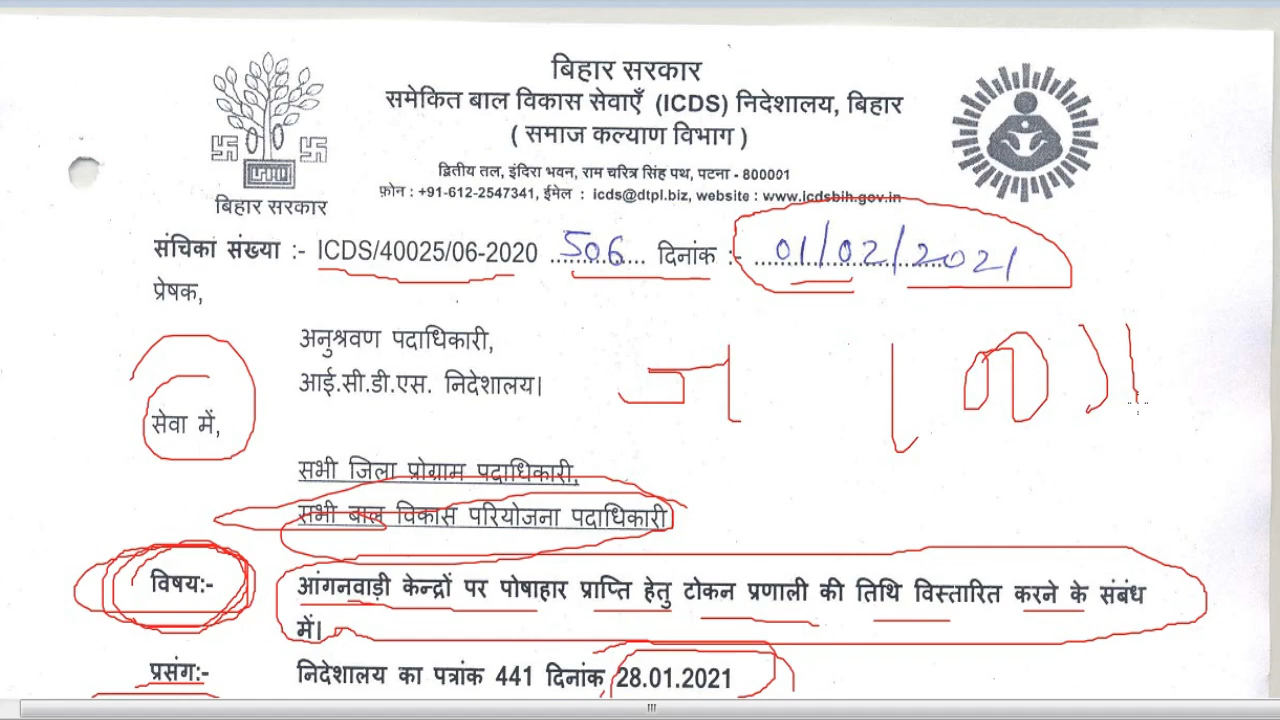 बिहार सरकार
समेकित बाल विकास सेवाएँ (ICDS) निदेशालय, बिहार
( समाज कल्याण विभाग )
द्वितीय तल, इंदिरा भवन, राम चरित्र सिंह पथ, पटना - 800001
फ़ोन : +91-612-2547341, ईमेल : icds@dtpl.biz, website : www.icdsbih.gov.in
बिहार सरकार
संचिका संख्या :- ICDS/40025/06-2020 506 दिनांक :- 01/02/2021
प्रेषक,
अनुश्रवण पदाधिकारी,
आई.सी.डी.एस. निदेशालय।
सेवा में,
सभी जिला प्रोग्राम पदाधिकारी,
सभी बाल विकास परियोजना पदाधिकारी
विषय:- आंगनवाड़ी केन्द्रों पर पोषाहार प्राप्ति हेतु टोकन प्रणाली की तिथि विस्तारित करने के संबंध
में।
प्रसंग:- निदेशालय का पत्रांक 441 दिनांक 28.01.2021